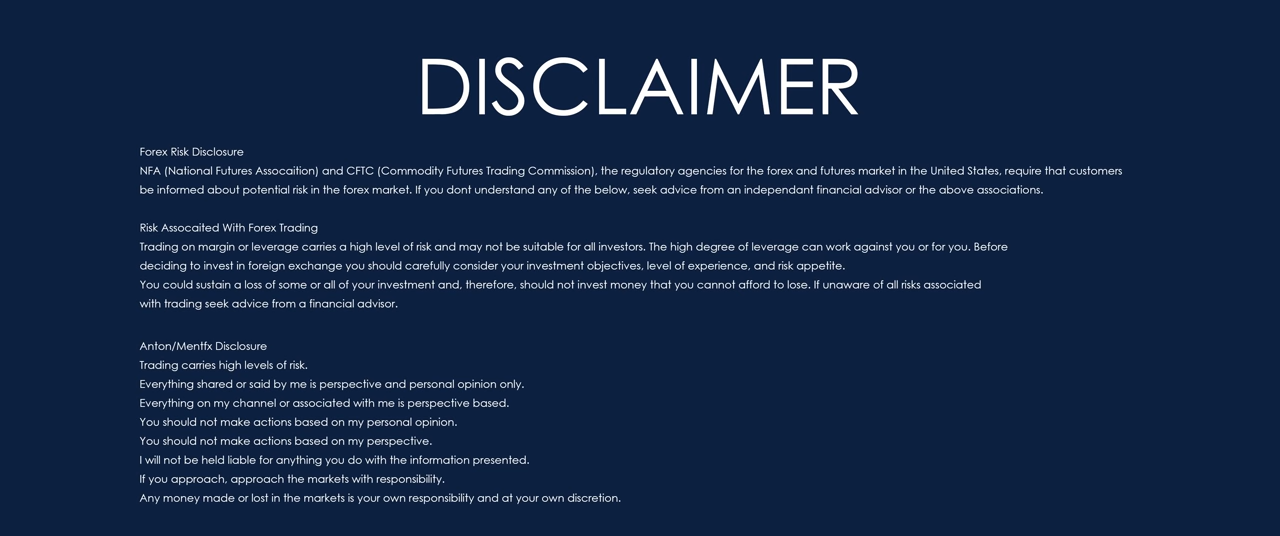 DISCLAIMER
Forex Risk Disclosure
NFA (National Futures Assocaition) and CFTC (Commodity Futures Trading Commission), the regulatory agencies for the forex and futures market in the United States, require that customers
be informed about potential risk in the forex market. If you dont understand any of the below, seek advice from an independant financial advisor or the above associations.
Risk Assocaited With Forex Trading
Trading on margin or leverage carries a high level of risk and may not be suitable for all investors. The high degree of leverage can work against you or for you. Before
deciding to invest in foreign exchange you should carefully consider your investment objectives, level of experience, and risk appetite.
You could sustain a loss of some or all of your investment and, therefore, should not invest money that you cannot afford to lose. If unaware of all risks associated
with trading seek advice from a financial advisor.
Anton/Mentfx Disclosure
Trading carries high levels of risk.
Everything shared or said by me is perspective and personal opinion only.
Everything on my channel or associated with me is perspective based.
You should not make actions based on my personal opinion.
You should not make actions based on my perspective.
I will not be held liable for anything you do with the information presented.
If you approach, approach the markets with responsibility.
Any money made or lost in the markets is your own responsibility and at your own discretion.